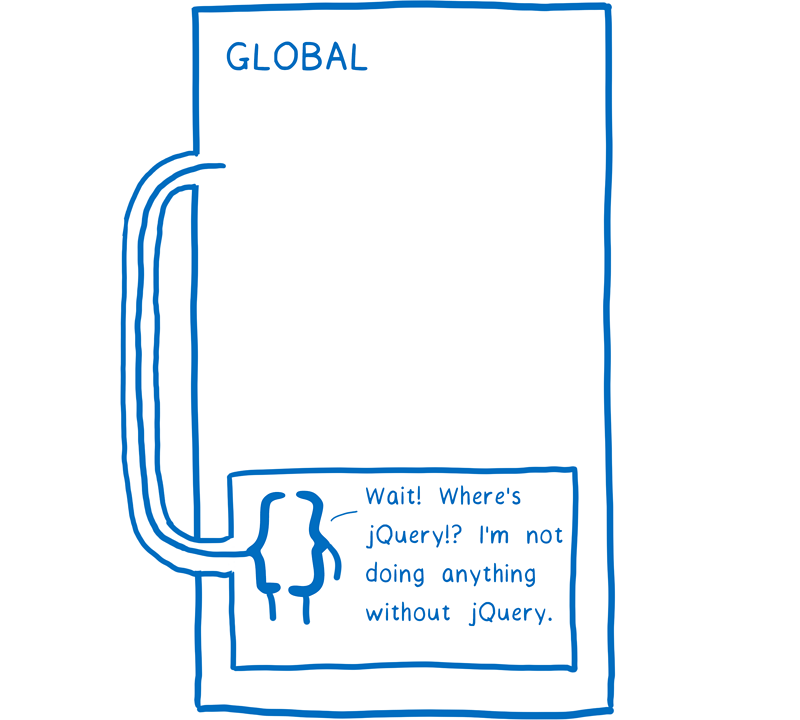 GLOBAL
Wait! Where's
jQuery!? I'm not
doing anything
without jQuery.